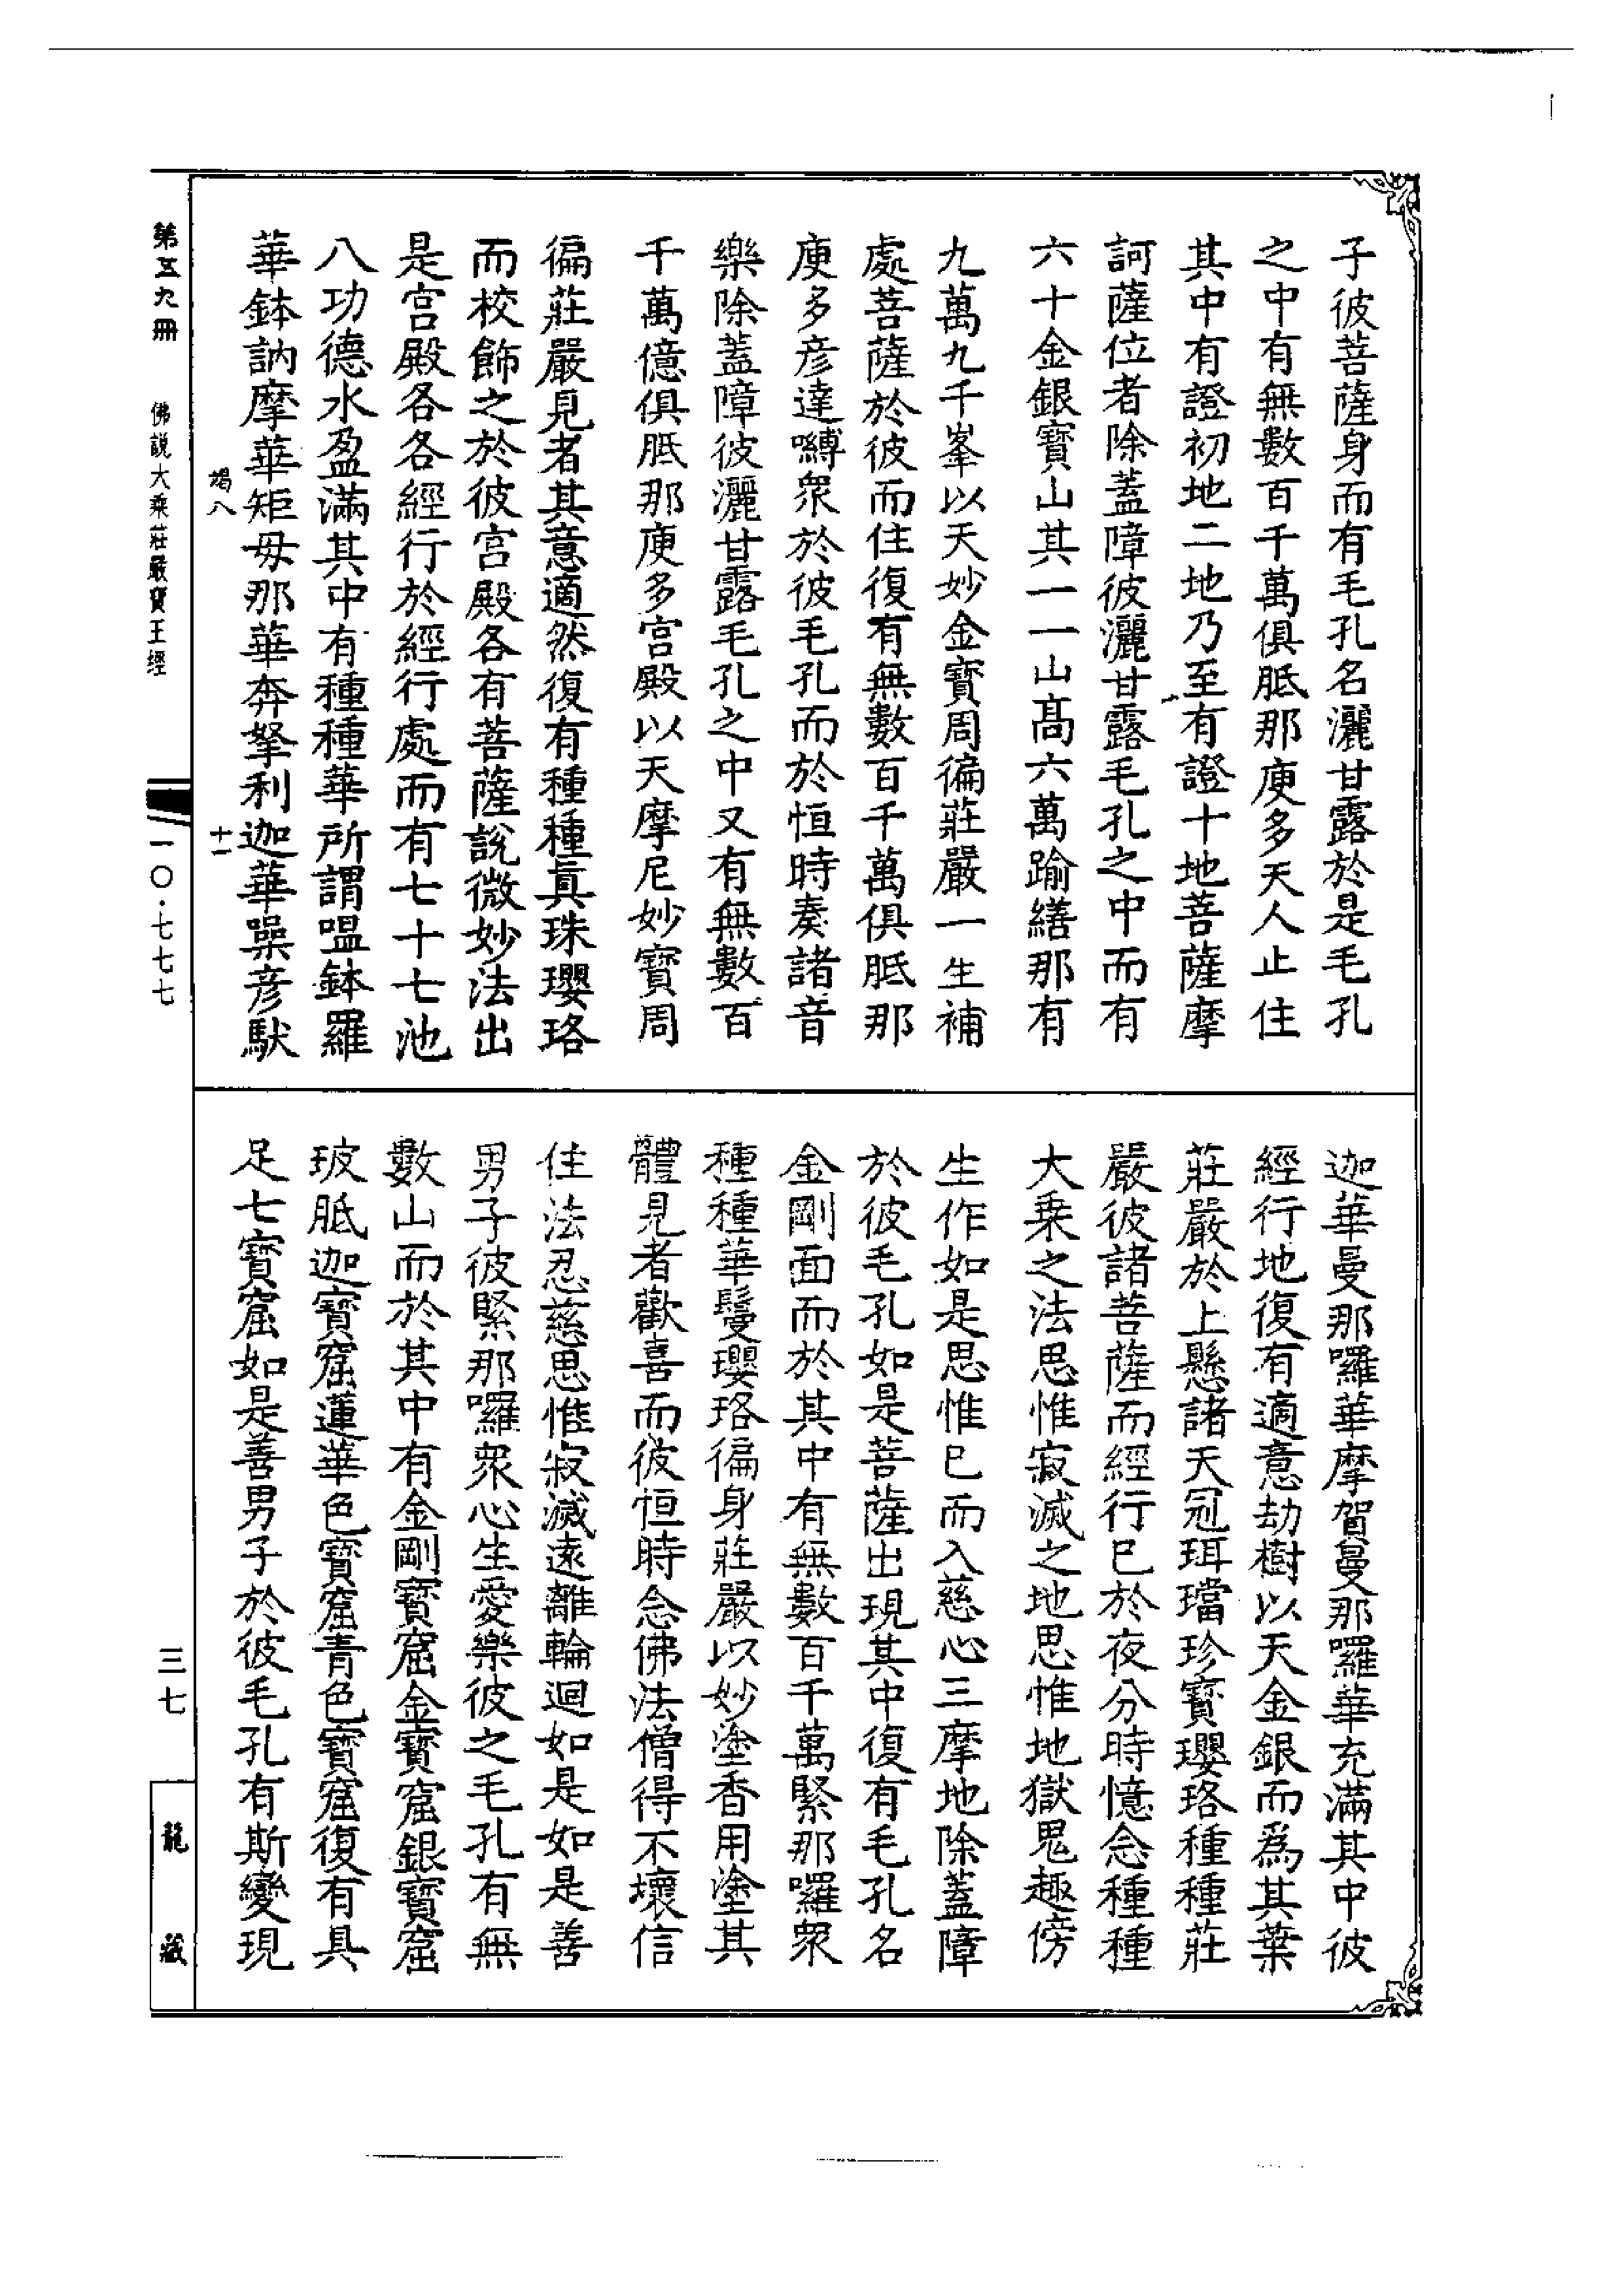 子彼菩薩身而有毛孔名灑甘露於是毛孔
之中有無數百千萬俱胝那庾多天人止住
其中有證初地二地乃至有證十地菩薩摩
訶薩位者除蓋障彼灑甘露毛孔之中而有
六十金銀寶山其一一山高六萬踰繕那有
九萬九千峯以天妙金寶周徧莊嚴一生補
處菩薩於彼而住復有無數百千萬俱胝那
庾多彥達嚩衆於彼毛孔而於恒時奏諸音
樂除蓋障彼灑甘露毛孔之中又有無數百
千萬億俱胝那庾多宮殿以天摩尼妙寶周
徧莊嚴見者其意適然復有種種真珠瓔珞
而校飾之於彼宮殿各有菩薩說微妙法出
是宮殿各各經行於經行處而有七十七池
八功德水盈滿其中有種種華所謂嗢鉢羅
華鉢訥摩華矩毋那華奔拏利迦華噪彥馱
竭八
十一
迦華曼那囉華摩賀曼那囉華充滿其中彼
經行地復有適意劫樹以天金銀而爲其葉
莊嚴於上懸諸天冠珥璫珍寶瓔珞種種莊
嚴彼諸菩薩而經行已於夜分時憶念種種
大乘之法思惟寂滅之地思惟地獄鬼趣傍
生作如是思惟已而入慈心三摩地除蓋障
於彼毛孔如是菩薩出現其中復有毛孔名
金剛面而於其中有無數百千萬緊那囉衆
種種華鬘瓔珞徧身莊嚴以妙塗香用塗其
體見者歡喜而彼恒時念佛法僧得不壞信
住法忍慈思惟寂滅遠離輪迴如是如是善
男子彼緊那囉衆心生愛樂彼之毛孔有無
數山而於其中有金剛寶窟金寶窟銀寶窟
玻胝迦寶窟蓮華色寶窟青色寶窟復有具
足七寶窟如是善男子於彼毛孔有斯變現
第五九冊
佛說大乘莊嚴寶王經
一〇·七七七
三七
龍藏